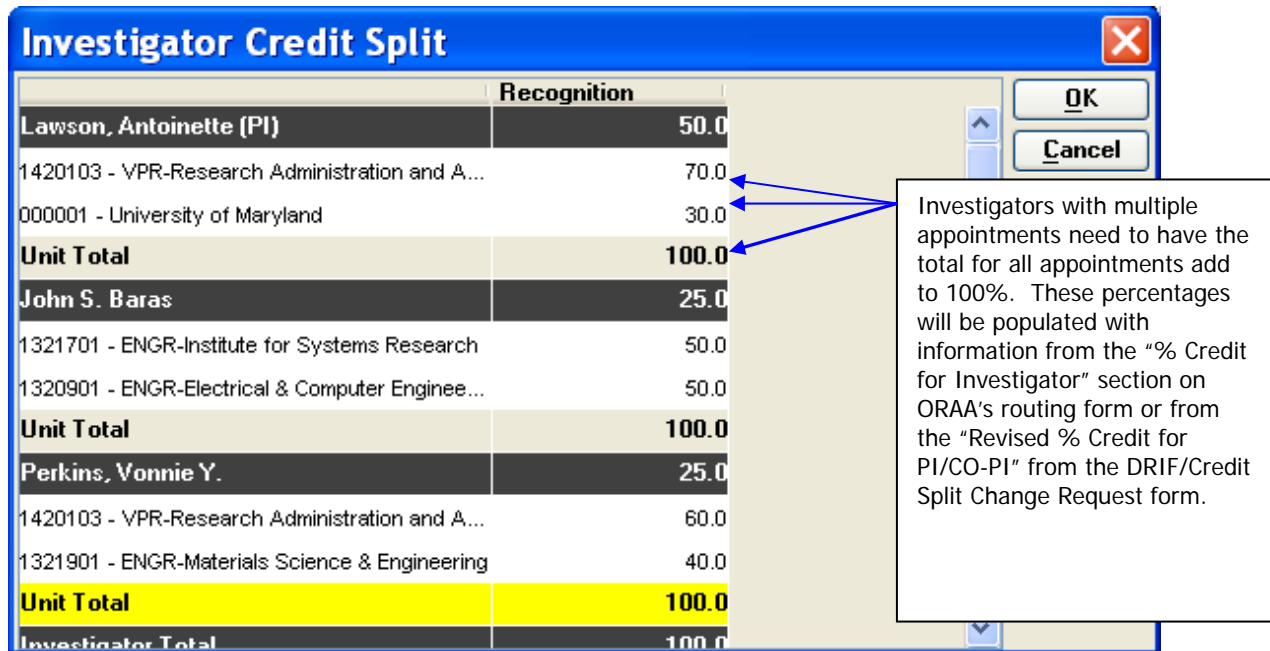 Investigator Credit Split
Recognition
OK
Cancel
Lawson, Antoinette (PI) 50.0
1420103 - VPR-Research Administration and A... 70.0
000001 - University of Maryland 30.0
Unit Total 100.0
John S. Baras 25.0
1321701 - ENGR-Institute for Systems Research 50.0
1320901 - ENGR-Electrical & Computer Enginee... 50.0
Unit Total 100.0
Perkins, Vonnie Y. 25.0
1420103 - VPR-Research Administration and A... 60.0
1321901 - ENGR-Materials Science & Engineering 40.0
Unit Total 100.0
Investigator Total 100.0
Investigators with multiple
appointments need to have the
total for all appointments add
to 100%. These percentages
will be populated with
information from the “% Credit
for Investigator” section on
ORAA’s routing form or from
the “Revised % Credit for
PI/CO-PI” from the DRIF/Credit
Split Change Request form.